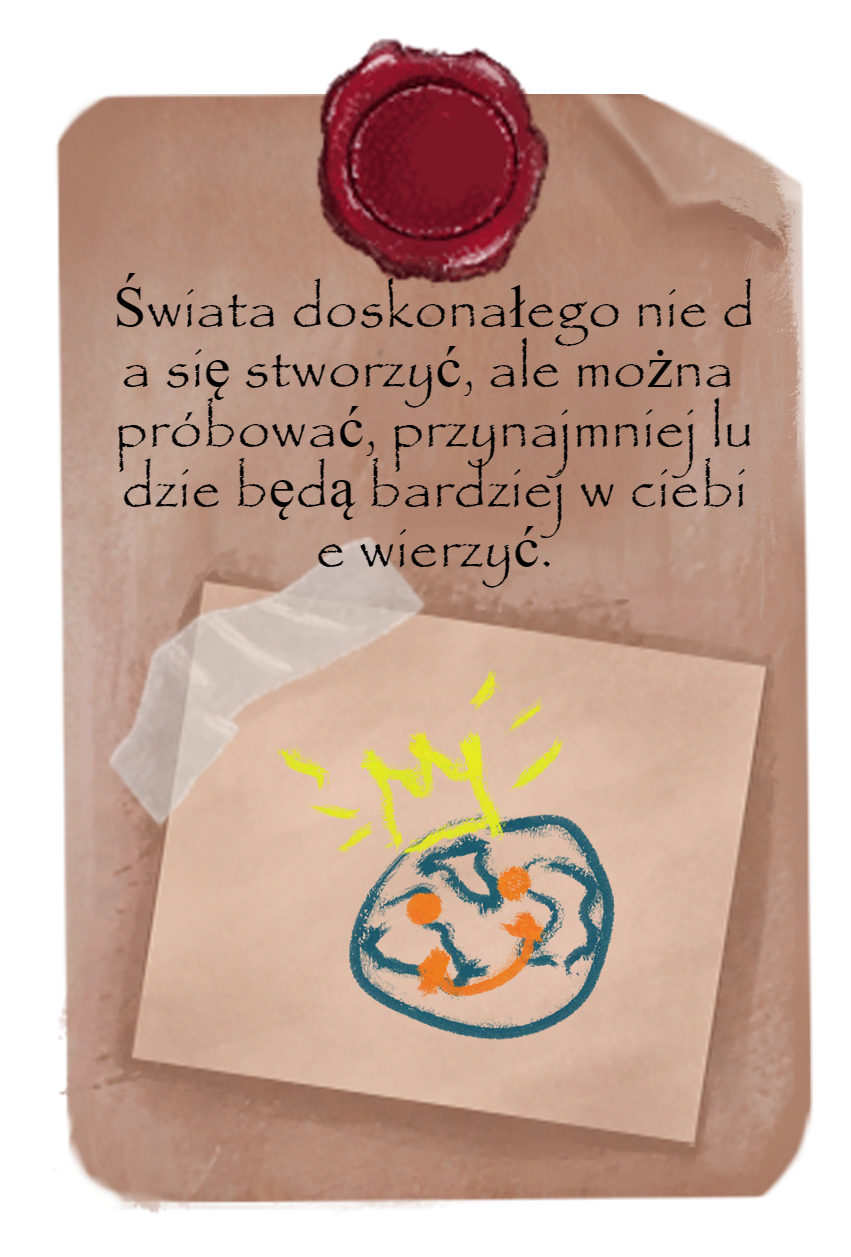 Świata doskonałego nie d
a się stworzyć, ale można
próbować, przynajmniej lu
dzie będą bardziej w ciebi
e wierzyć.